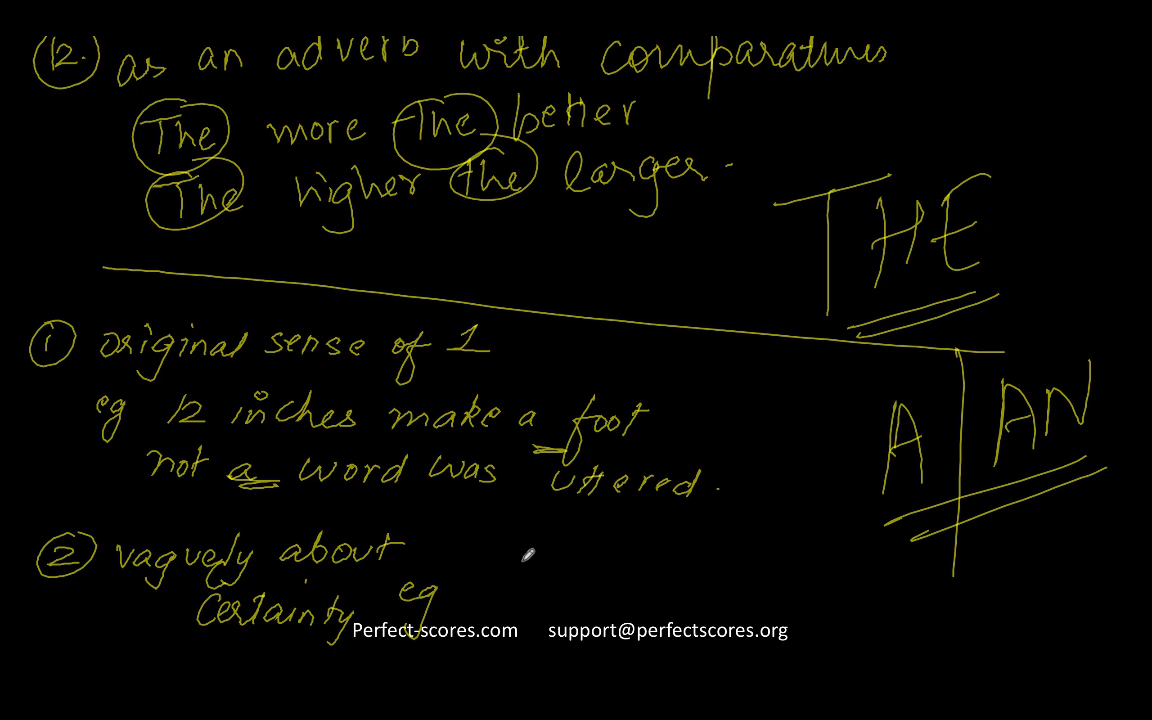 (12.) as an adverb with comparatives
The more the better
The higher the larger.
THE
① original sense of 1
eg 12 inches make a foot
not a word was uttered.
A | AN
② vaguely about
certainty eg
Perfect-scores.com support@perfectscores.org